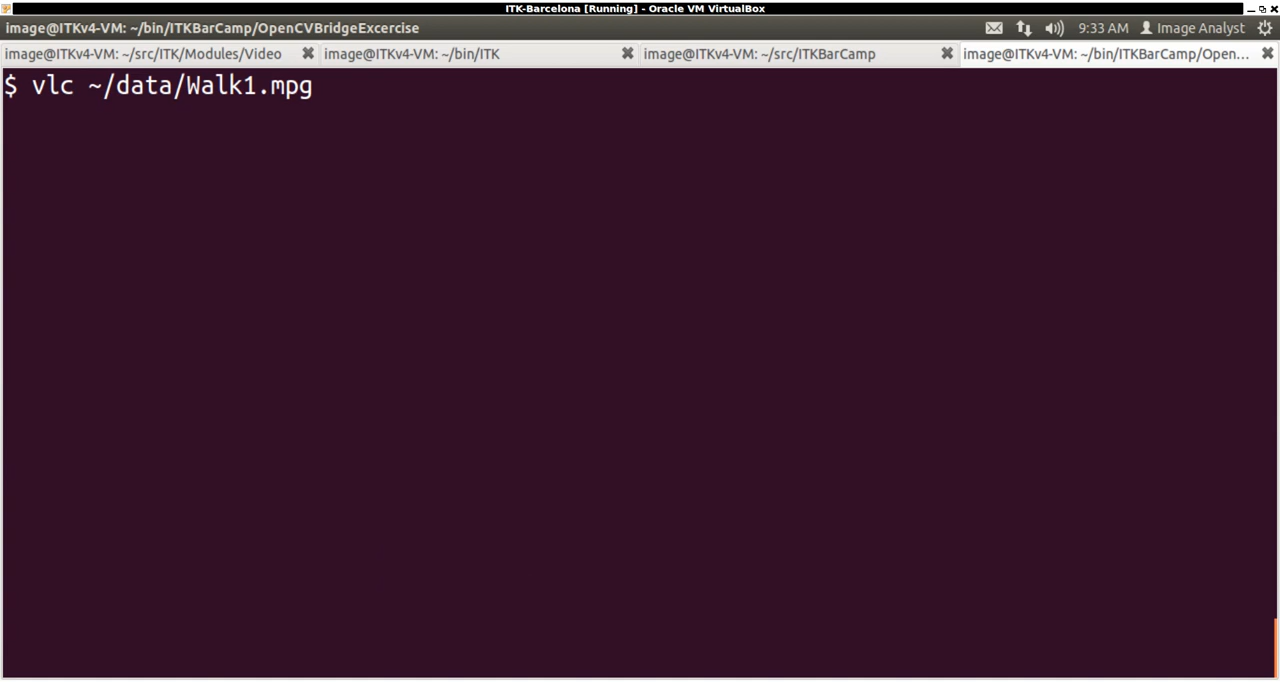 ITK-Barcelona [Running] - Oracle VM VirtualBox
image@ITKv4-VM: ~/bin/ITKBarCamp/OpenCVBridgeExcercise 9:33 AM Image Analyst
image@ITKv4-VM: ~/src/ITK/Modules/Video image@ITKv4-VM: ~/bin/ITK image@ITKv4-VM: ~/src/ITKBarCamp image@ITKv4-VM: ~/bin/ITKBarCamp/Open...
$ vlc ~/data/Walk1.mpg